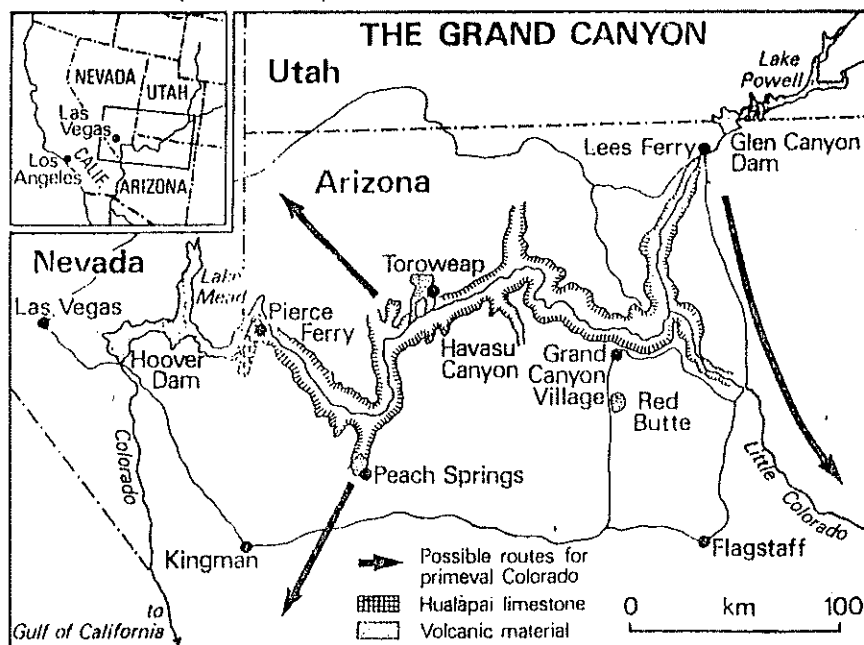 THE GRAND CANYON
NEVADA
UTAH
Las
Vegas
Los
Angeles
CALIF
ARIZONA
Utah
Lake
Powell
Lees Ferry
Glen Canyon
Dam
Arizona
Nevada
Toroweap
Las Vegas
Lake
Mead
Pierce
Ferry
Hoover
Dam
Havasu
Canyon
Grand
Canyon
Village
Red
Butte
Colorado
Peach Springs
Little
Colorado
Kingman
Flagstaff
Possible routes for
primeval Colorado
Hualapai limestone
Volcanic material
0 km 100
to
Gulf of California